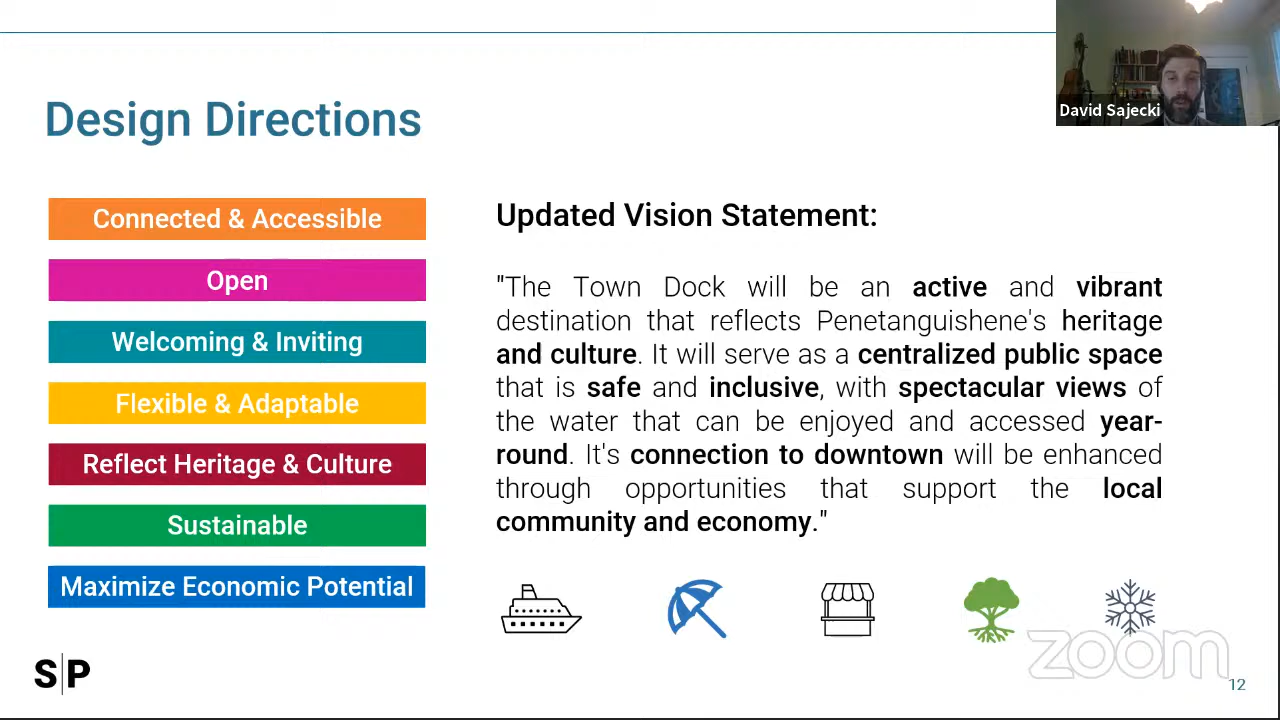 David Sajecki
Design Directions
Connected & Accessible
Open
Welcoming & Inviting
Flexible & Adaptable
Reflect Heritage & Culture
Sustainable
Maximize Economic Potential
Updated Vision Statement:
"The Town Dock will be an active and vibrant
destination that reflects Penetanguishene's heritage
and culture. It will serve as a centralized public space
that is safe and inclusive, with spectacular views of
the water that can be enjoyed and accessed year-
round. It's connection to downtown will be enhanced
through opportunities that support the local
community and economy."
S|P
zoom
12